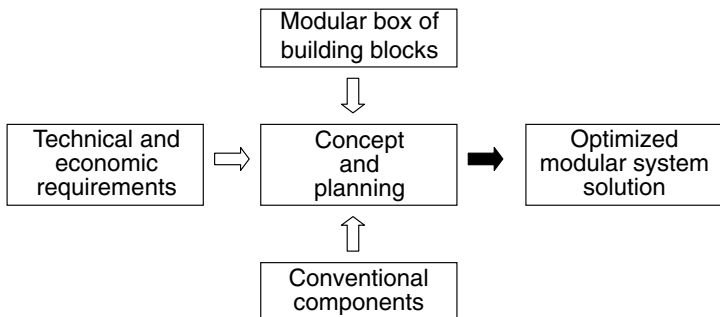 Modular box of
building blocks
Technical and
economic
requirements
Concept
and
planning
Optimized
modular system
solution
Conventional
components